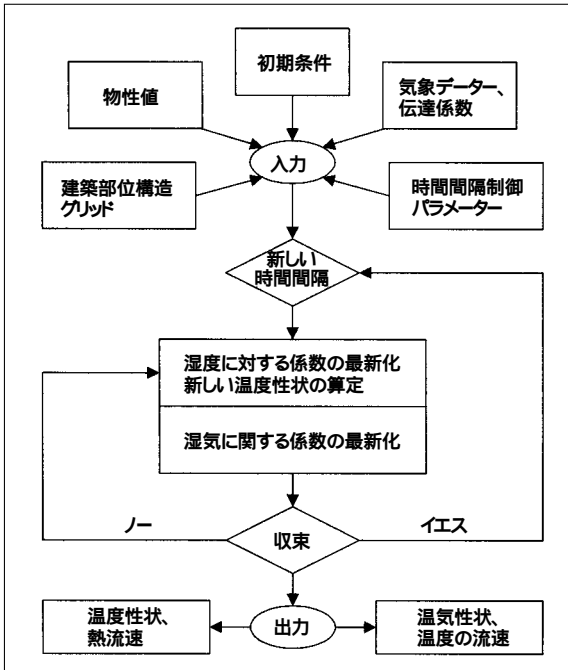 初期条件
物性値
気象データー、
伝達係数
入力
建築部位構造
グリッド
時間間隔制御
パラメーター
新しい
時間間隔
湿度に対する係数の最新化
新しい温度性状の算定
湿気に関する係数の最新化
ノー
収束
イエス
温度性状、
熱流速
出力
温気性状、
温度の流速